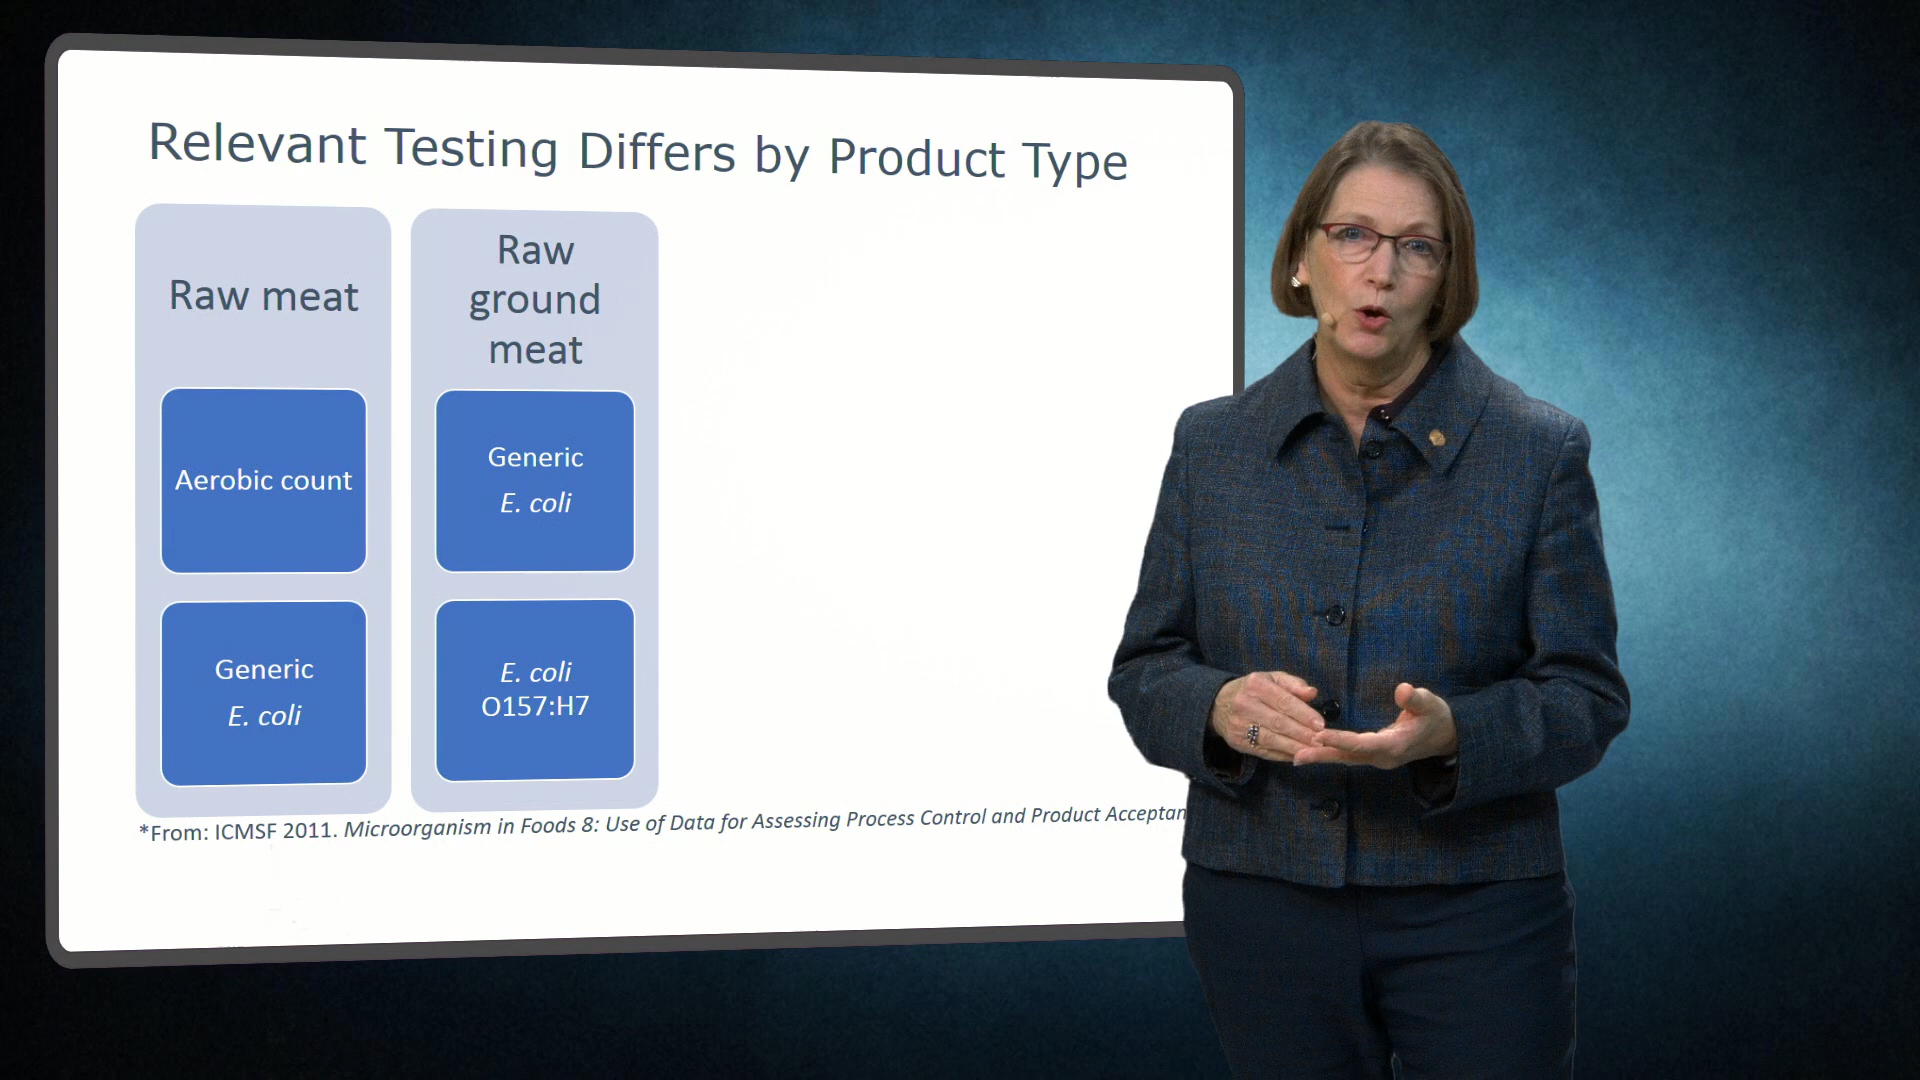 Relevant Testing Differs by Product Type
Raw meat
Aerobic count
Generic
E. coli
Raw
ground
meat
Generic
E. coli
E. coli
O157:H7
*From: ICMSF 2011. Microorganism in Foods 8: Use of Data for Assessing Process Control and Product